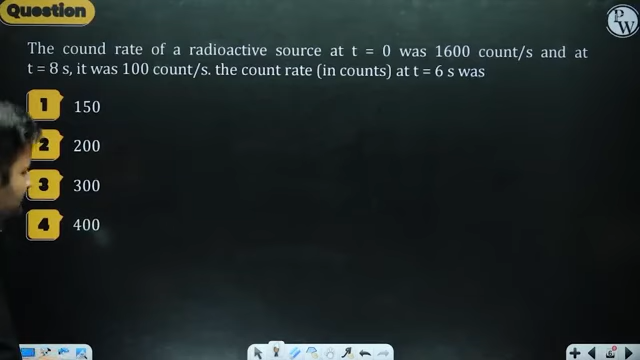 Question
PW
The cound rate of a radioactive source at t = 0 was 1600 count/s and at
t = 8 s, it was 100 count/s. the count rate (in counts) at t = 6 s was
1 150
2 200
3 300
4 400